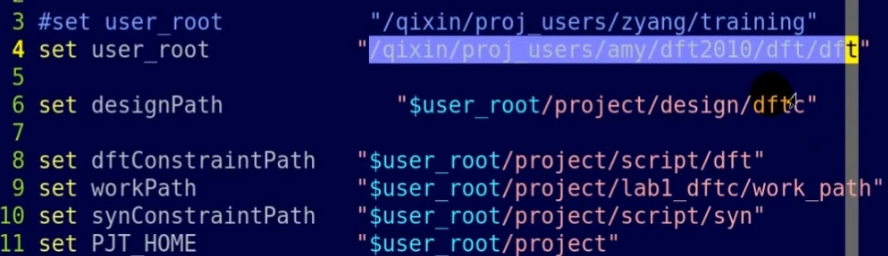 3 #set user_root "/qixin/proj_users/zyang/training"
4 set user_root "/qixin/proj_users/amy/dft2010/dft/dft"
5
6 set designPath "$user_root/project/design/dftc"
7
8 set dftConstraintPath "$user_root/project/script/dft"
9 set workPath "$user_root/project/lab1_dftc/work_path"
10 set synConstraintPath "$user_root/project/script/syn"
11 set PJT_HOME "$user_root/project"